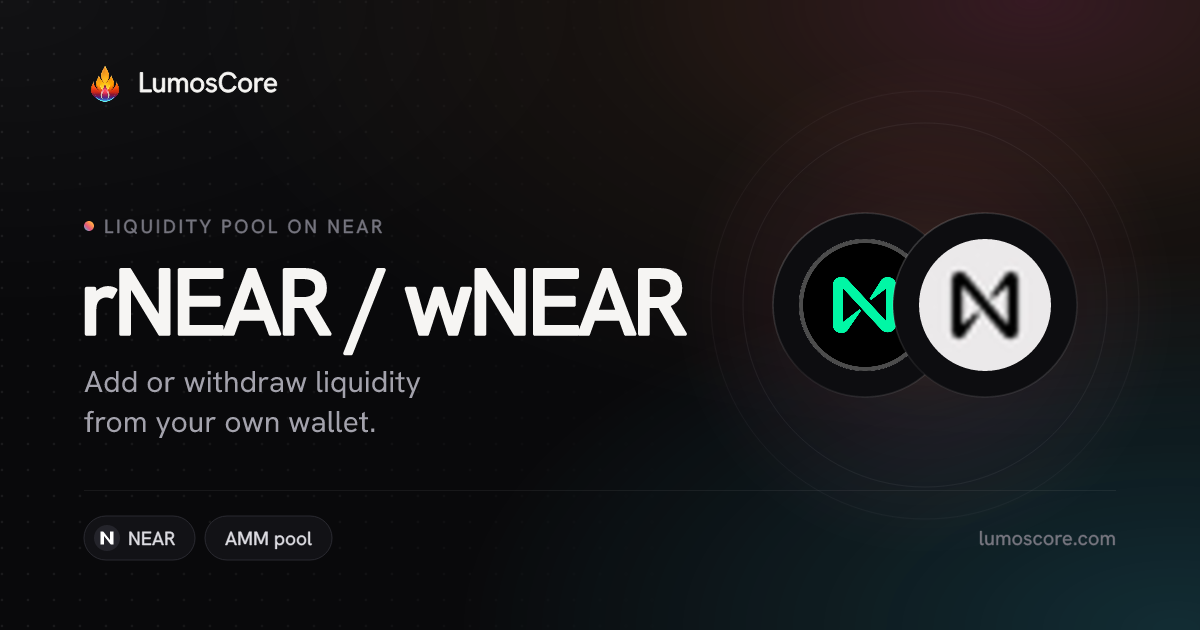 LumosCore
LIQUIDITY POOL ON NEAR
rNEAR / wNEAR
Add or withdraw liquidity
from your own wallet.
NEAR
AMM pool
lumoscore.com